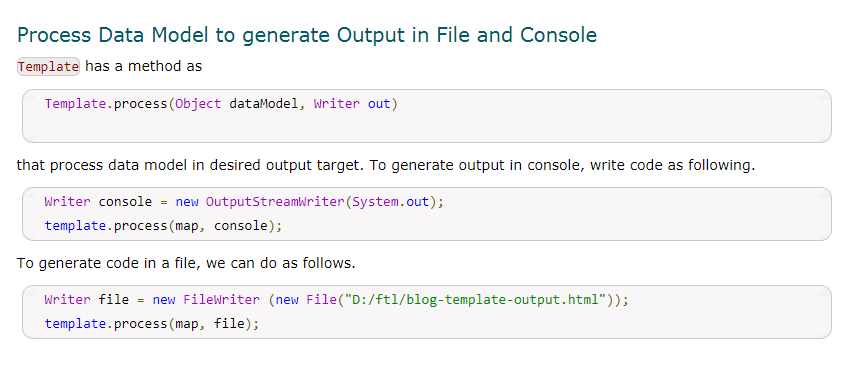 Process Data Model to generate Output in File and Console
Template has a method as
Template.process(Object dataModel, Writer out)
that process data model in desired output target. To generate output in console, write code as following.
Writer console = new OutputStreamWriter(System.out);
template.process(map, console);
To generate code in a file, we can do as follows.
Writer file = new FileWriter (new File("D:/ftl/blog-template-output.html"));
template.process(map, file);